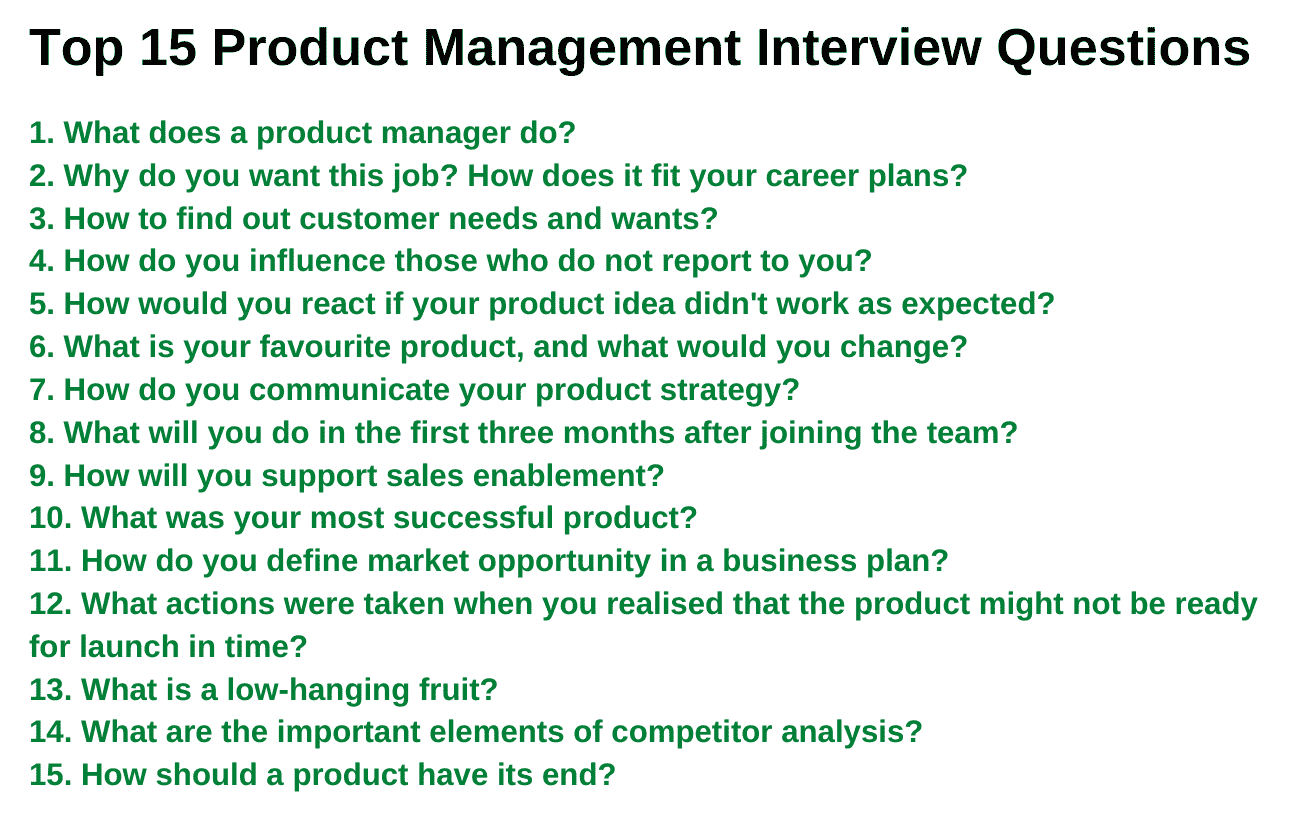 Top 15 Product Management Interview Questions
1. What does a product manager do?
2. Why do you want this job? How does it fit your career plans?
3. How to find out customer needs and wants?
4. How do you influence those who do not report to you?
5. How would you react if your product idea didn't work as expected?
6. What is your favourite product, and what would you change?
7. How do you communicate your product strategy?
8. What will you do in the first three months after joining the team?
9. How will you support sales enablement?
10. What was your most successful product?
11. How do you define market opportunity in a business plan?
12. What actions were taken when you realised that the product might not be ready
for launch in time?
13. What is a low-hanging fruit?
14. What are the important elements of competitor analysis?
15. How should a product have its end?